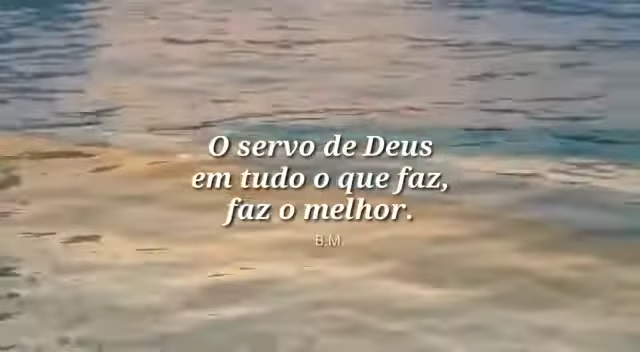 O servo de Deus
em tudo o que faz,
faz o melhor.
B.M.